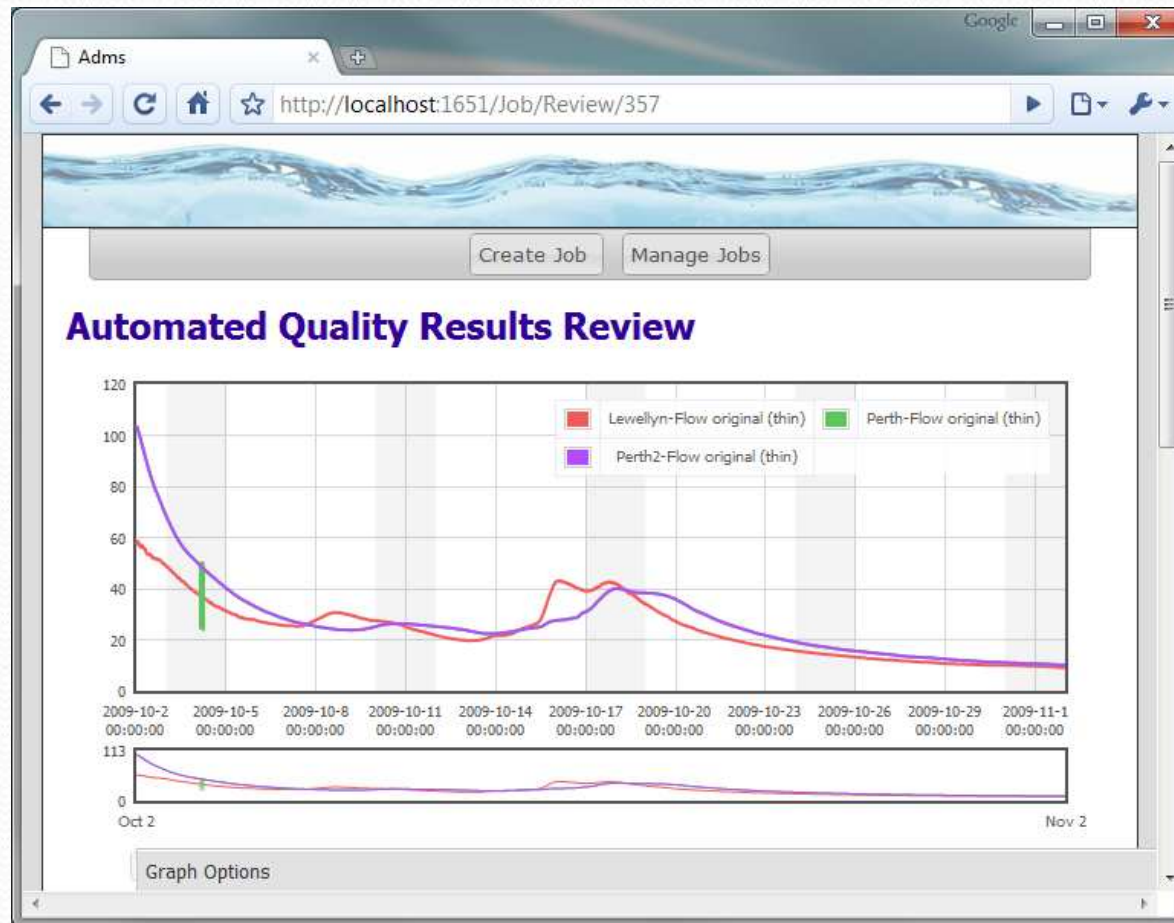 Google
Adms
http://localhost:1651/Job/Review/357
Create Job Manage Jobs
Automated Quality Results Review
120
100
80
60
40
20
0
Lewellyn-Flow original (thin) Perth-Flow original (thin)
Perth2-Flow original (thin)
2009-10-2 2009-10-5 2009-10-8 2009-10-11 2009-10-14 2009-10-17 2009-10-20 2009-10-23 2009-10-26 2009-10-29 2009-11-1
00:00:00 00:00:00 00:00:00 00:00:00 00:00:00 00:00:00 00:00:00 00:00:00 00:00:00 00:00:00 00:00:00
113
0
Oct 2 Nov 2
Graph Options